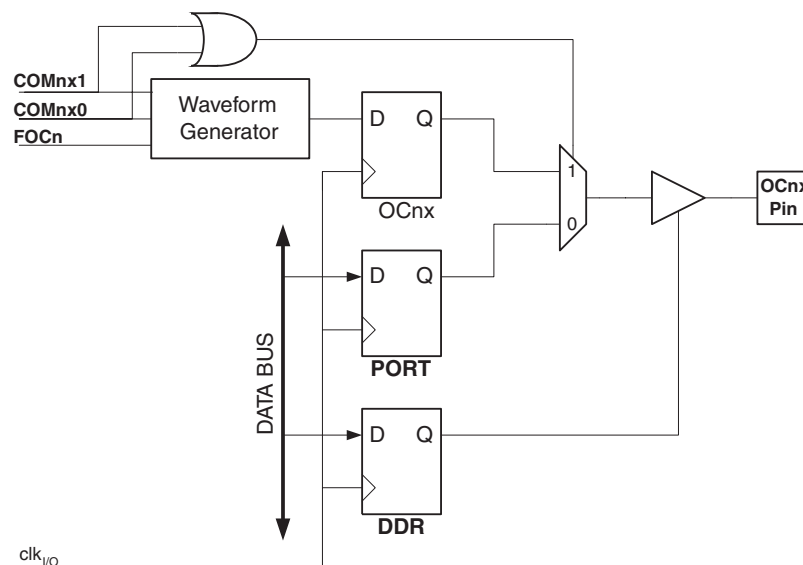 COMnx1
COMnx0
FOCn
Waveform
Generator
D Q
OCnx
1
0
OCnx
Pin
D Q
PORT
DATA BUS
D Q
DDR
clkI/O